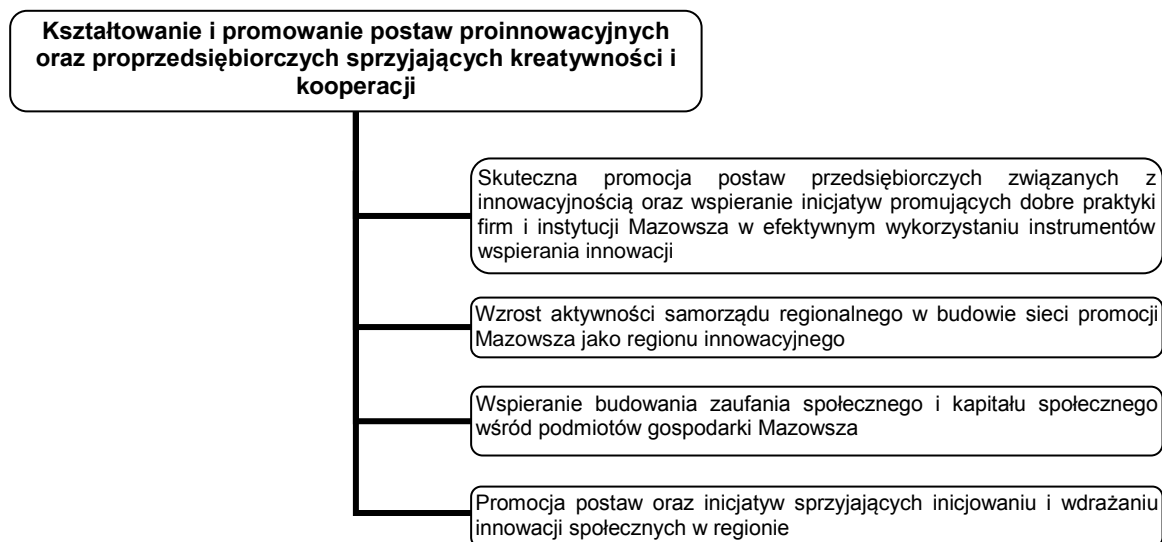 Kształtowanie i promowanie postaw proinnowacyjnych
oraz proprzedsiębiorczych sprzyjających kreatywności i
kooperacji
Skuteczna promocja postaw przedsiębiorczych związanych z
innowacyjnością oraz wspieranie inicjatyw promujących dobre praktyki
firm i instytucji Mazowsza w efektywnym wykorzystaniu instrumentów
wspierania innowacji
Wzrost aktywności samorządu regionalnego w budowie sieci promocji
Mazowsza jako regionu innowacyjnego
Wspieranie budowania zaufania społecznego i kapitału społecznego
wśród podmiotów gospodarki Mazowsza
Promocja postaw oraz inicjatyw sprzyjających inicjowaniu i wdrażaniu
innowacji społecznych w regionie